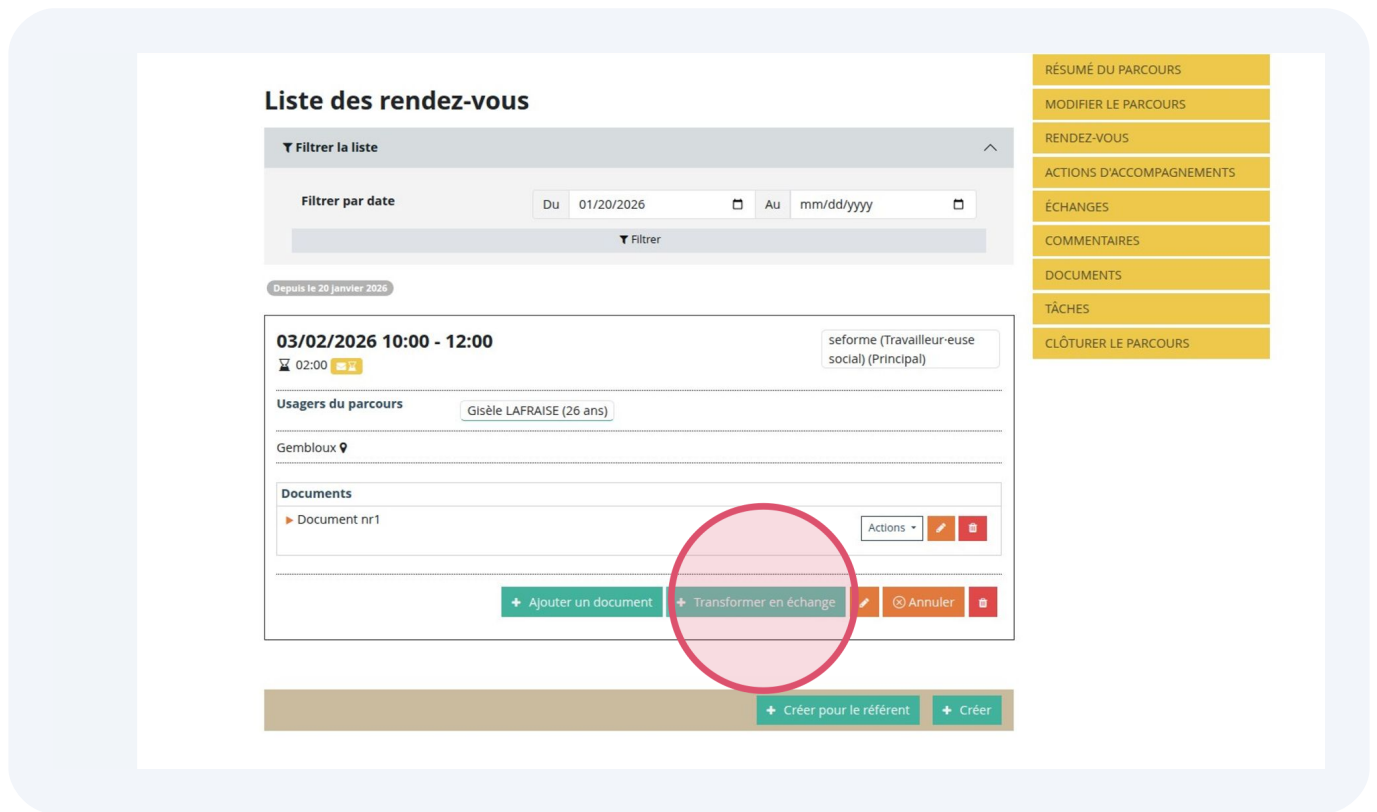 Liste des rendez-vous
Filtrer la liste
Filtrer par date
Du 01/20/2026 Au mm/dd/yyyy
Filtrer
Depuis le 20 janvier 2026
03/02/2026 10:00 - 12:00
seforme (Travailleur·euse
social) (Principal)
02:00
Usagers du parcours Gisèle LAFRAISE (26 ans)
Gembloux
Documents
Document nr1
Actions
+ Ajouter un document + Transformer en échange Annuler
+ Créer pour le référent + Créer
RÉSUMÉ DU PARCOURS
MODIFIER LE PARCOURS
RENDEZ-VOUS
ACTIONS D'ACCOMPAGNEMENTS
ÉCHANGES
COMMENTAIRES
DOCUMENTS
TÂCHES
CLÔTURER LE PARCOURS